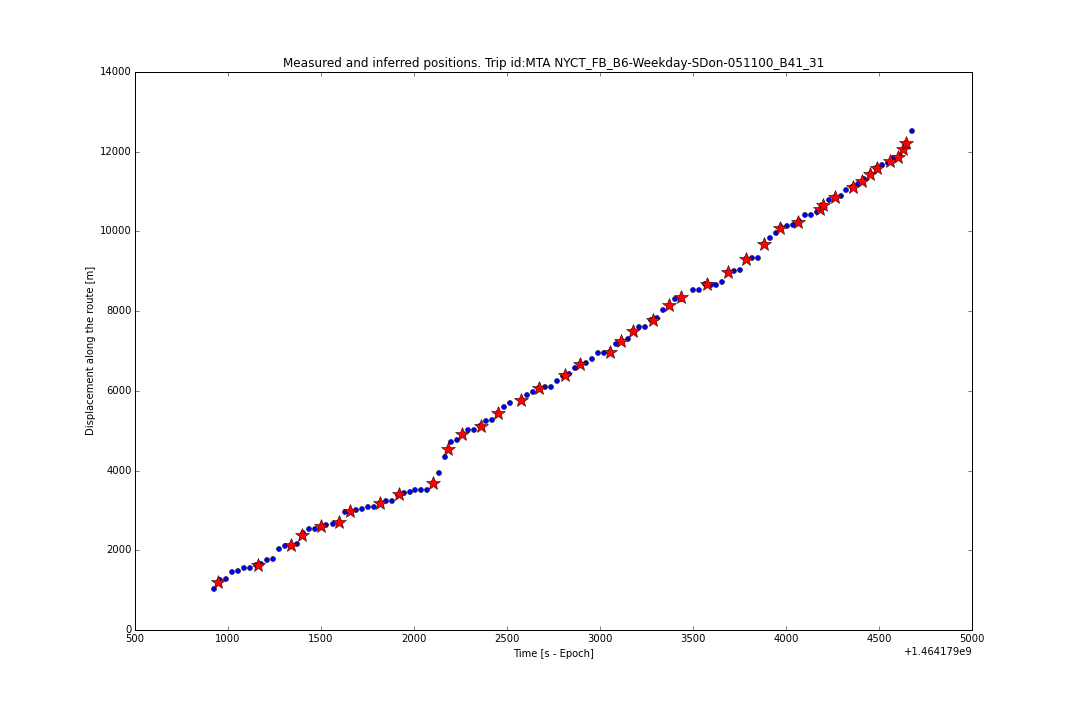 Measured and inferred positions. Trip id:MTA NYCT_FB_B6-Weekday-SDon-051100_B41_31
14000
12000
10000
8000
6000
4000
2000
0
Displacement along the route [m]
500 1000 1500 2000 2500 3000 3500 4000 4500 5000
Time [s - Epoch]
+1.464179e9